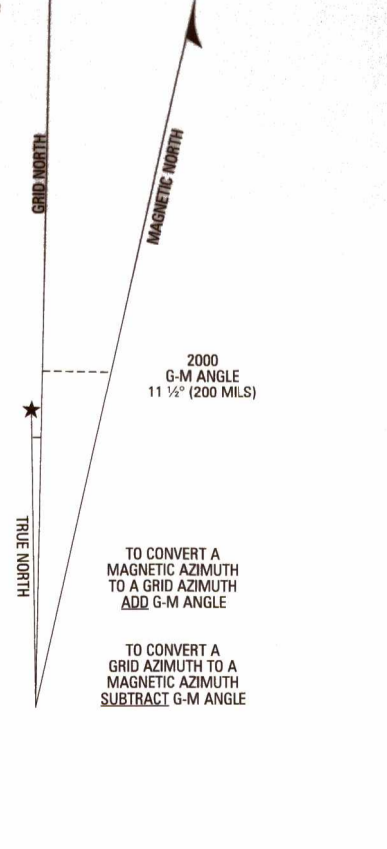 GRID NORTH
MAGNETIC NORTH
2000
G-M ANGLE
11 ½° (200 MILS)
TRUE NORTH
TO CONVERT A
MAGNETIC AZIMUTH
TO A GRID AZIMUTH
ADD G-M ANGLE
TO CONVERT A
GRID AZIMUTH TO A
MAGNETIC AZIMUTH
SUBTRACT G-M ANGLE